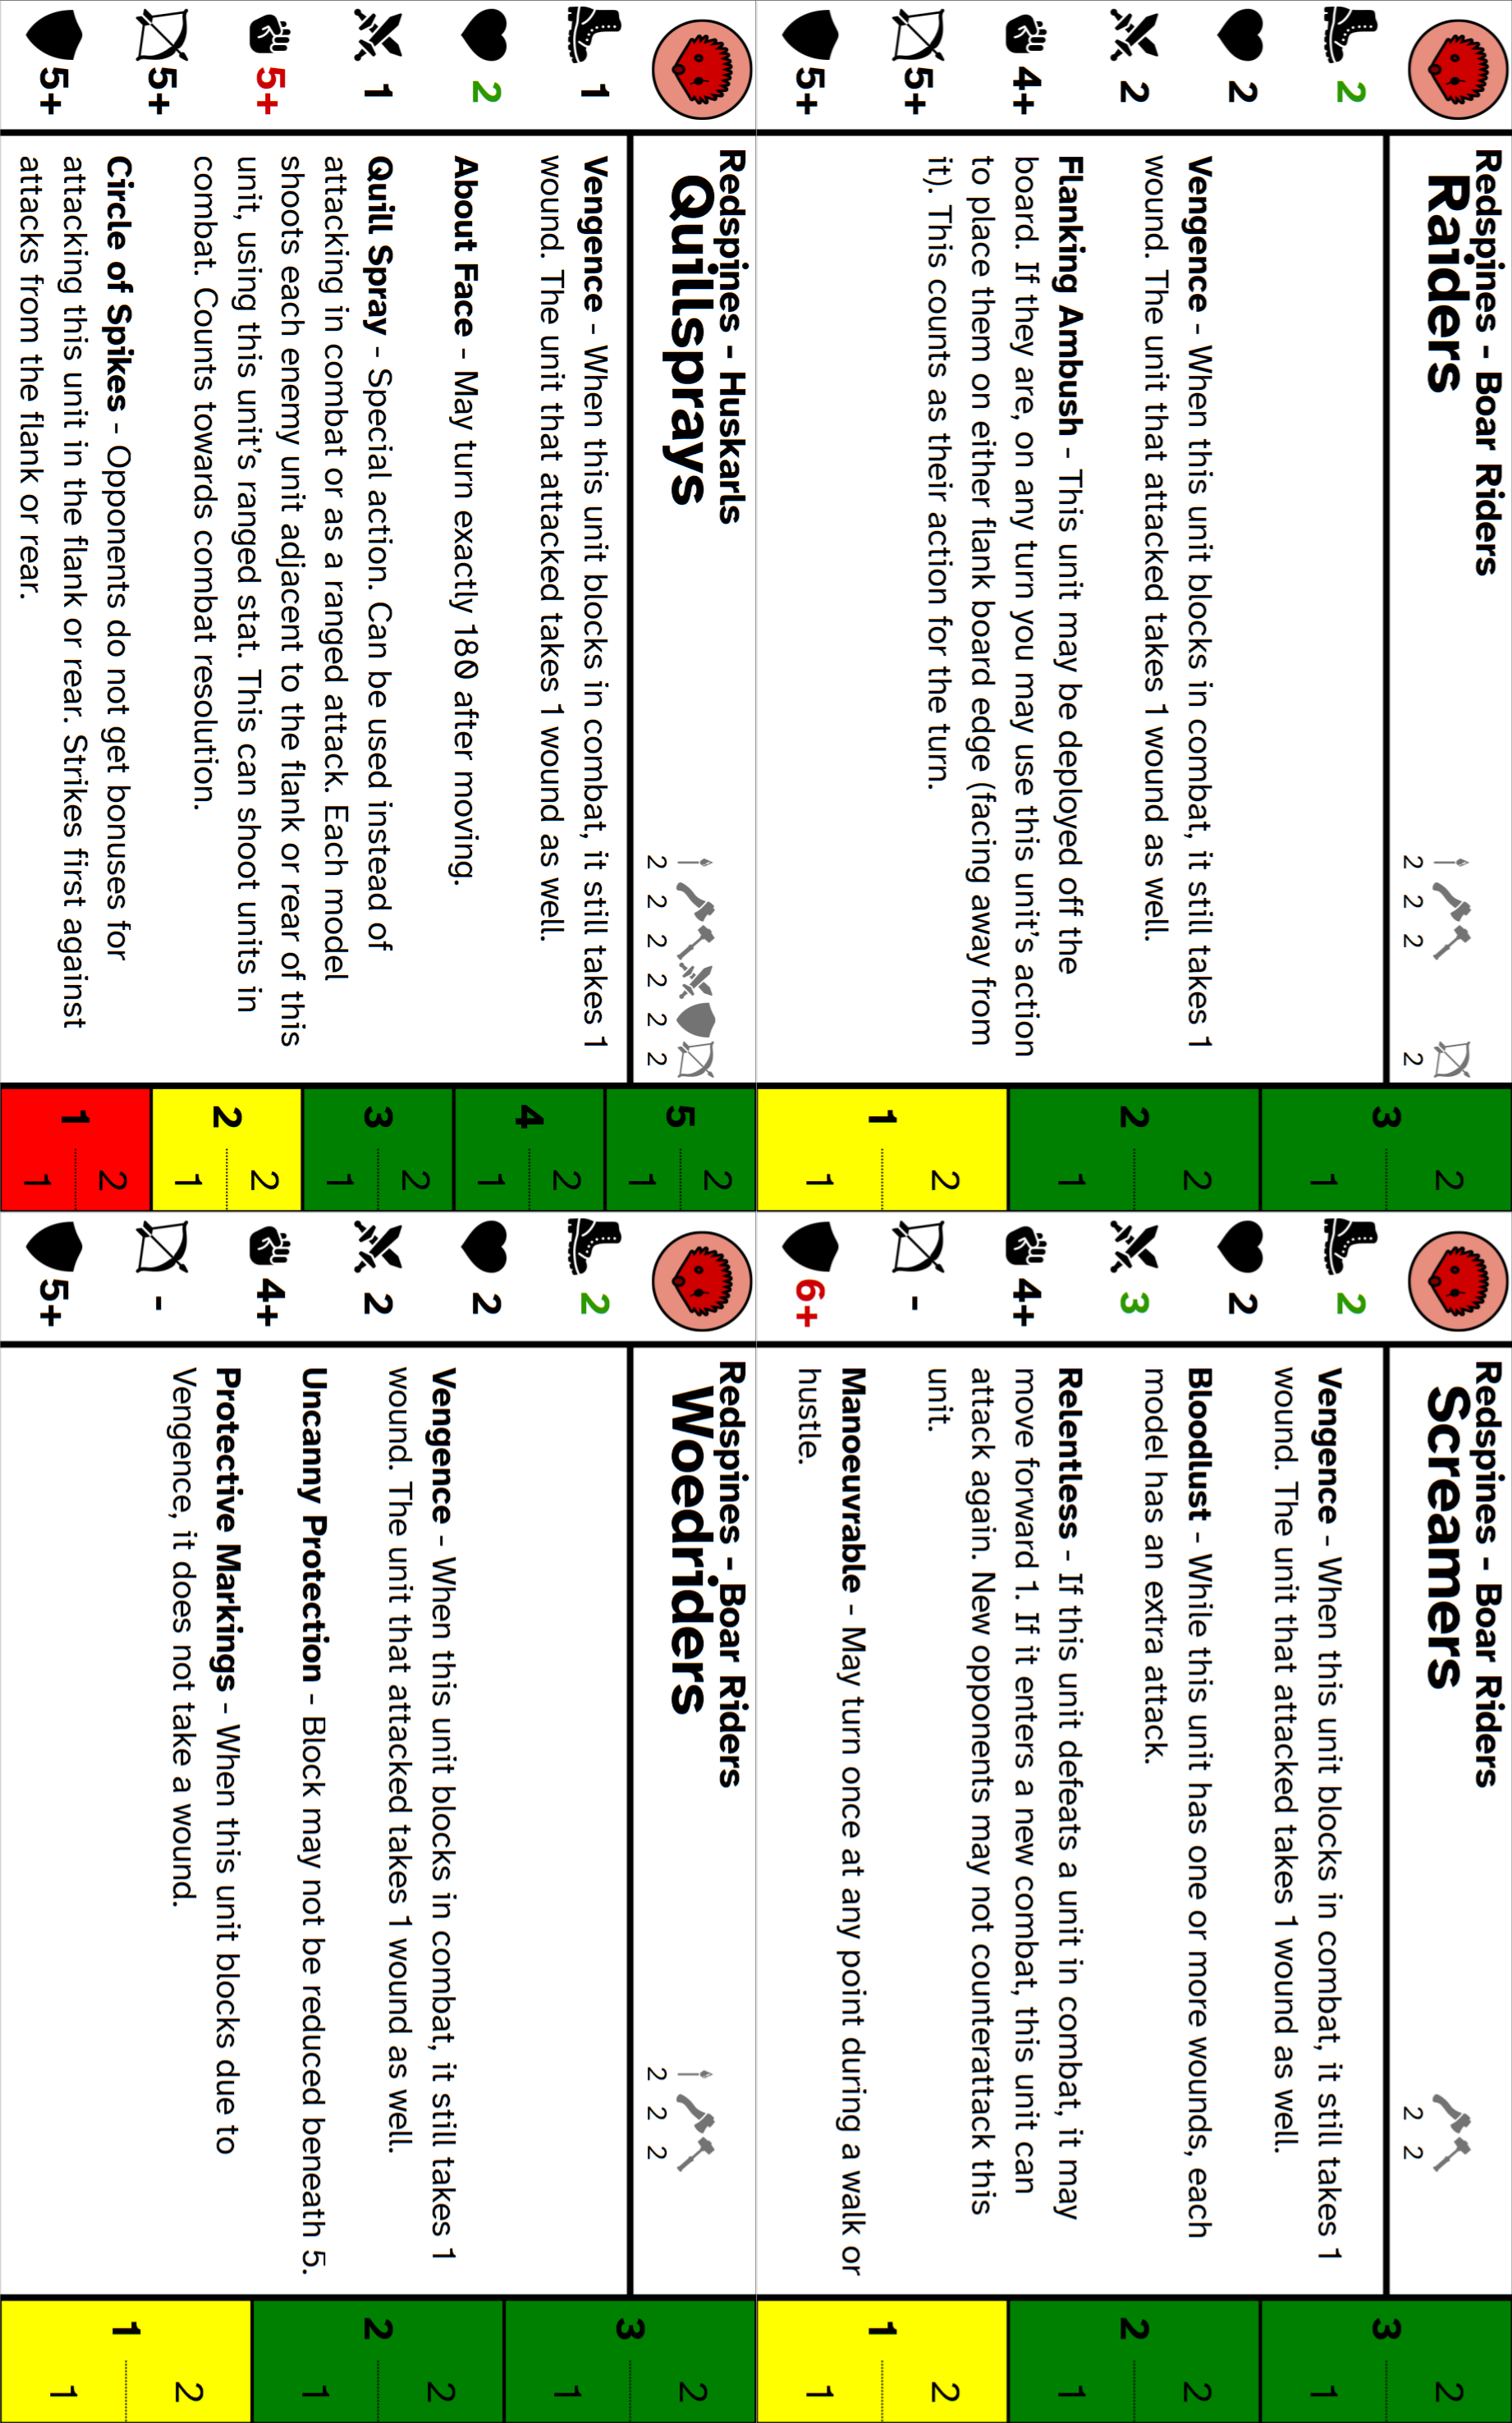 Redspines - Boar Riders
Raiders
2 2 2 2
2
2
2
4+
5+
5+
Vengence - When this unit blocks in combat, it still takes 1
wound. The unit that attacked takes 1 wound as well.
Flanking Ambush - This unit may be deployed off the
board. If they are, on any turn you may use this unit's action
to place them on either flank board edge (facing away from
it). This counts as their action for the turn.
3 2 1
2 2 1
1 2 1
Redspines - Boar Riders
Screamers
2 2
2
2
3
4+
-
6+
Vengence - When this unit blocks in combat, it still takes 1
wound. The unit that attacked takes 1 wound as well.
Bloodlust - While this unit has one or more wounds, each
model has an extra attack.
Relentless - If this unit defeats a unit in combat, it may
move forward 1. If it enters a new combat, this unit can
attack again. New opponents may not counterattack this
unit.
Manoeuvrable - May turn once at any point during a walk or
hustle.
3 2 1
2 2 1
1 2 1
Redspines - Huskarls
Quillsprays
2 2 2 2 2 2
1
2
1
5+
5+
5+
Vengence - When this unit blocks in combat, it still takes 1
wound. The unit that attacked takes 1 wound as well.
About Face - May turn exactly 180 after moving.
Quill Spray - Special action. Can be used instead of
attacking in combat or as a ranged attack. Each model
shoots each enemy unit adjacent to the flank or rear of this
unit, using this unit's ranged stat. This can shoot units in
combat. Counts towards combat resolution.
Circle of Spikes - Opponents do not get bonuses for
attacking this unit in the flank or rear. Strikes first against
attacks from the flank or rear.
5 2 1
4 2 1
3 2 1
2 2 1
1 2 1
Redspines - Boar Riders
Woedriders
2 2 2
2
2
2
4+
-
5+
Vengence - When this unit blocks in combat, it still takes 1
wound. The unit that attacked takes 1 wound as well.
Uncanny Protection - Block may not be reduced beneath 5.
Protective Markings - When this unit blocks due to
Vengence, it does not take a wound.
3 2 1
2 2 1
1 2 1